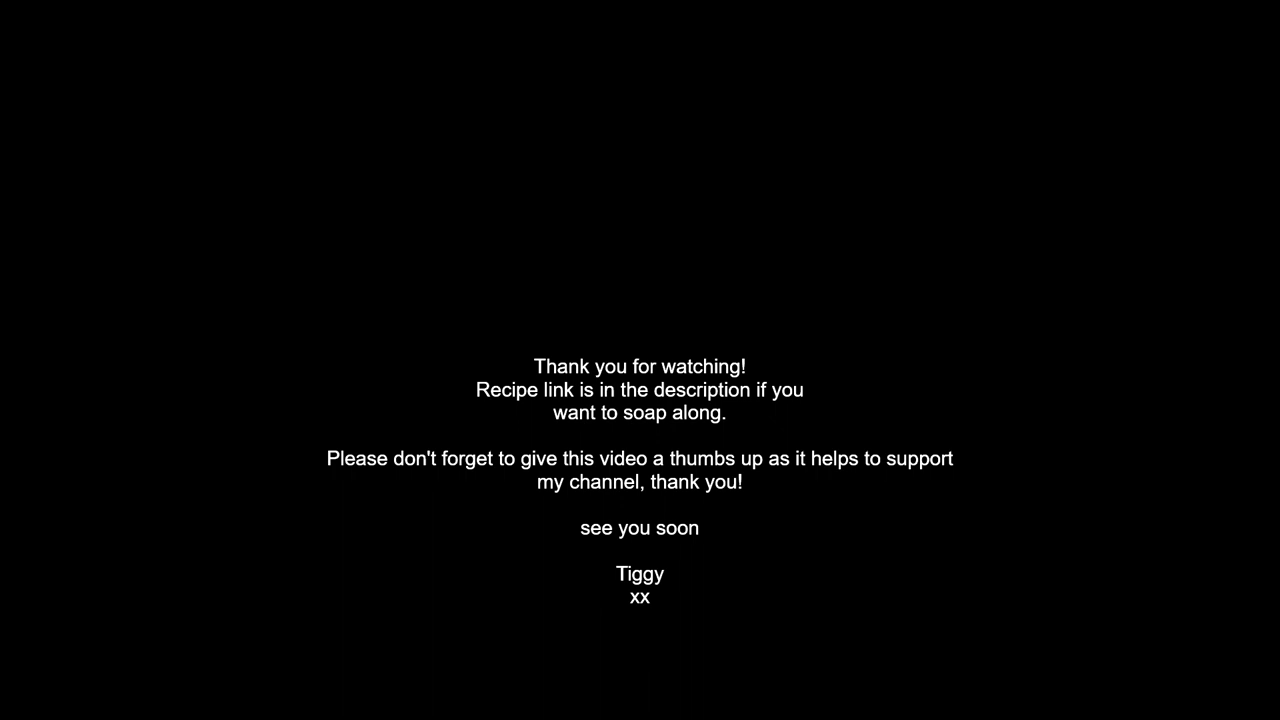 Thank you for watching!
Recipe link is in the description if you
want to soap along.
Please don't forget to give this video a thumbs up as it helps to support
my channel, thank you!
see you soon
Tiggy
xx